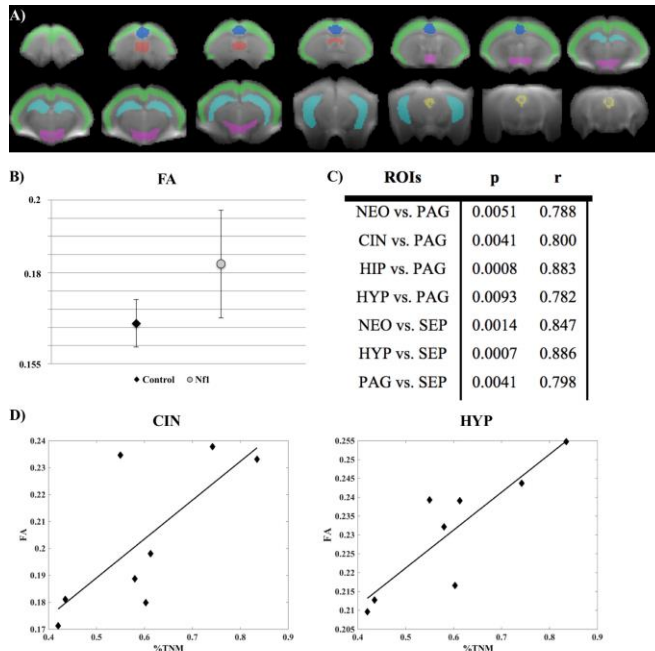 A)
B)
FA
0.2
0.18
0.155
Control Nf1
C)
ROIs p r
NEO vs. PAG 0.0051 0.788
CIN vs. PAG 0.0041 0.800
HIP vs. PAG 0.0008 0.883
HYP vs. PAG 0.0093 0.782
NEO vs. SEP 0.0014 0.847
HYP vs. SEP 0.0007 0.886
PAG vs. SEP 0.0041 0.798
D)
CIN
0.24
0.23
0.22
0.21
0.2
0.19
0.18
0.17
FA
0.4 0.5 0.6 0.7 0.8 0.9
%TNM
HYP
0.255
0.25
0.245
0.24
0.235
0.23
0.225
0.22
0.215
0.21
0.205
FA
0.4 0.5 0.6 0.7 0.8 0.9
%TNM